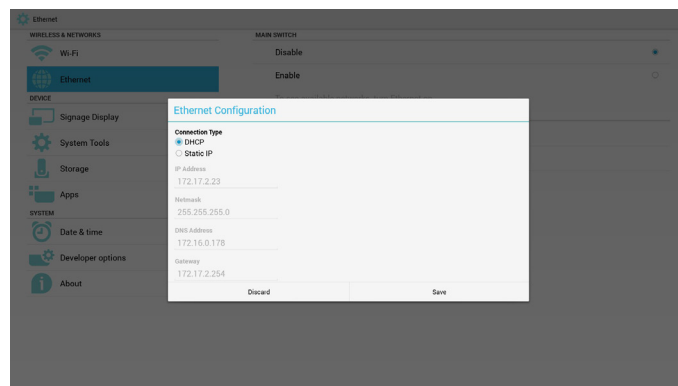 Ethernet
WIRELESS & NETWORKS
MAIN SWITCH
Wi-Fi
Disable
Ethernet
Enable
DEVICE
Signage Display
System Tools
Storage
Apps
SYSTEM
Date & time
Developer options
About
Ethernet Configuration
Connection Type
DHCP
Static IP
IP Address
172.17.2.23
Netmask
255.255.255.0
DNS Address
172.16.0.178
Gateway
172.17.2.254
Discard
Save